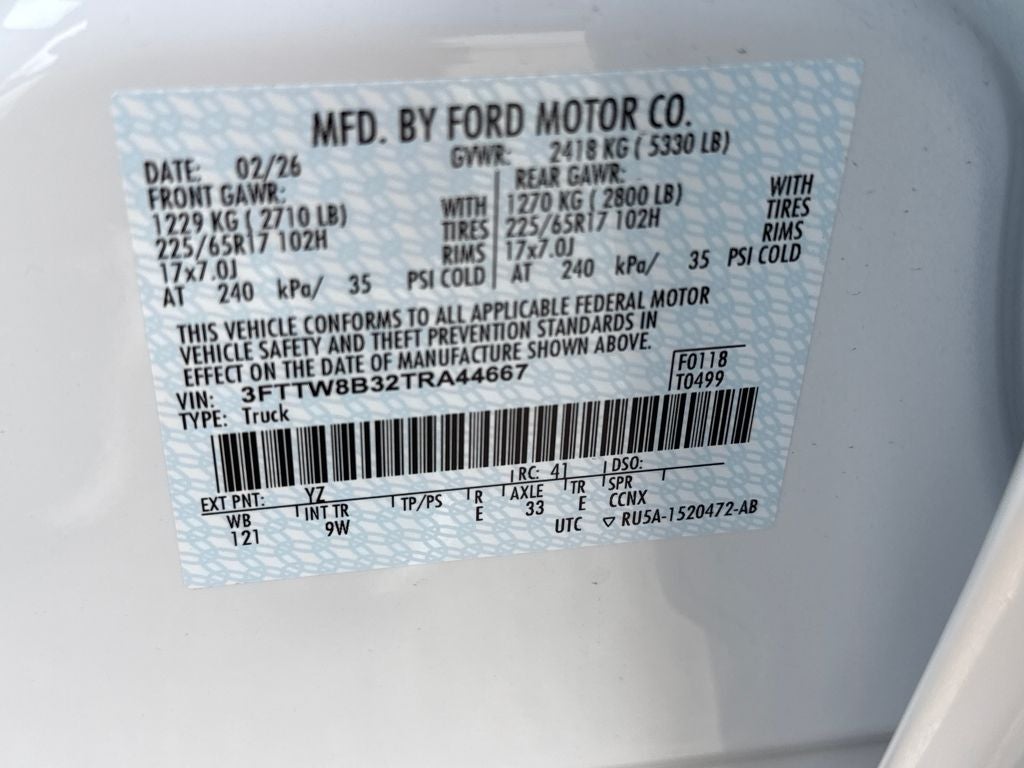 MFD. BY FORD MOTOR CO.
DATE: 02/26 GVWR: 2418 KG ( 5330 LB)
FRONT GAWR: REAR GAWR:
1229 KG ( 2710 LB) WITH 1270 KG ( 2800 LB) WITH
225/65R17 102H TIRES 225/65R17 102H TIRES
17x7.0J RIMS 17x7.0J RIMS
AT 240 kPa/ 35 PSI COLD AT 240 kPa/ 35 PSI COLD
THIS VEHICLE CONFORMS TO ALL APPLICABLE FEDERAL MOTOR
VEHICLE SAFETY AND THEFT PREVENTION STANDARDS IN
EFFECT ON THE DATE OF MANUFACTURE SHOWN ABOVE.
VIN: 3FTTW8B32TRA44667 F0118
TYPE: Truck T0499
EXT PNT: YZ RC: 41 DSO:
WB INT TR TP/PS R AXLE TR SPR
121 9W E 33 E CCNX
UTC ▽ RU5A-1520472-AB